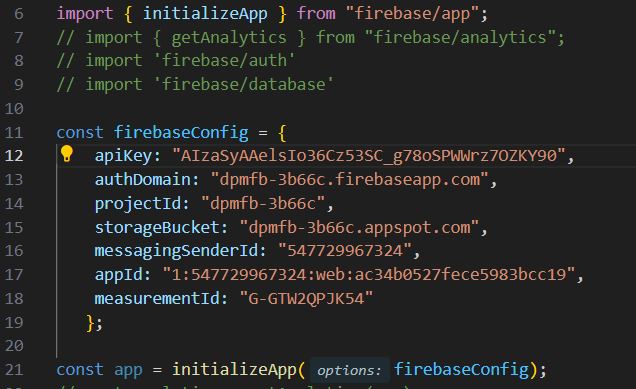 6 import { initializeApp } from "firebase/app";
7 // import { getAnalytics } from "firebase/analytics";
8 // import 'firebase/auth'
9 // import 'firebase/database'
10
11 const firebaseConfig = {
12 apiKey: "AIzaSyAAelsIo36Cz53SC_g78oSPWWrz7OZKY90",
13 authDomain: "dpmfb-3b66c.firebaseapp.com",
14 projectId: "dpmfb-3b66c",
15 storageBucket: "dpmfb-3b66c.appspot.com",
16 messagingSenderId: "547729967324",
17 appId: "1:547729967324:web:ac34b0527fece5983bcc19",
18 measurementId: "G-GTW2QPJK54"
19 };
20
21 const app = initializeApp( options: firebaseConfig);